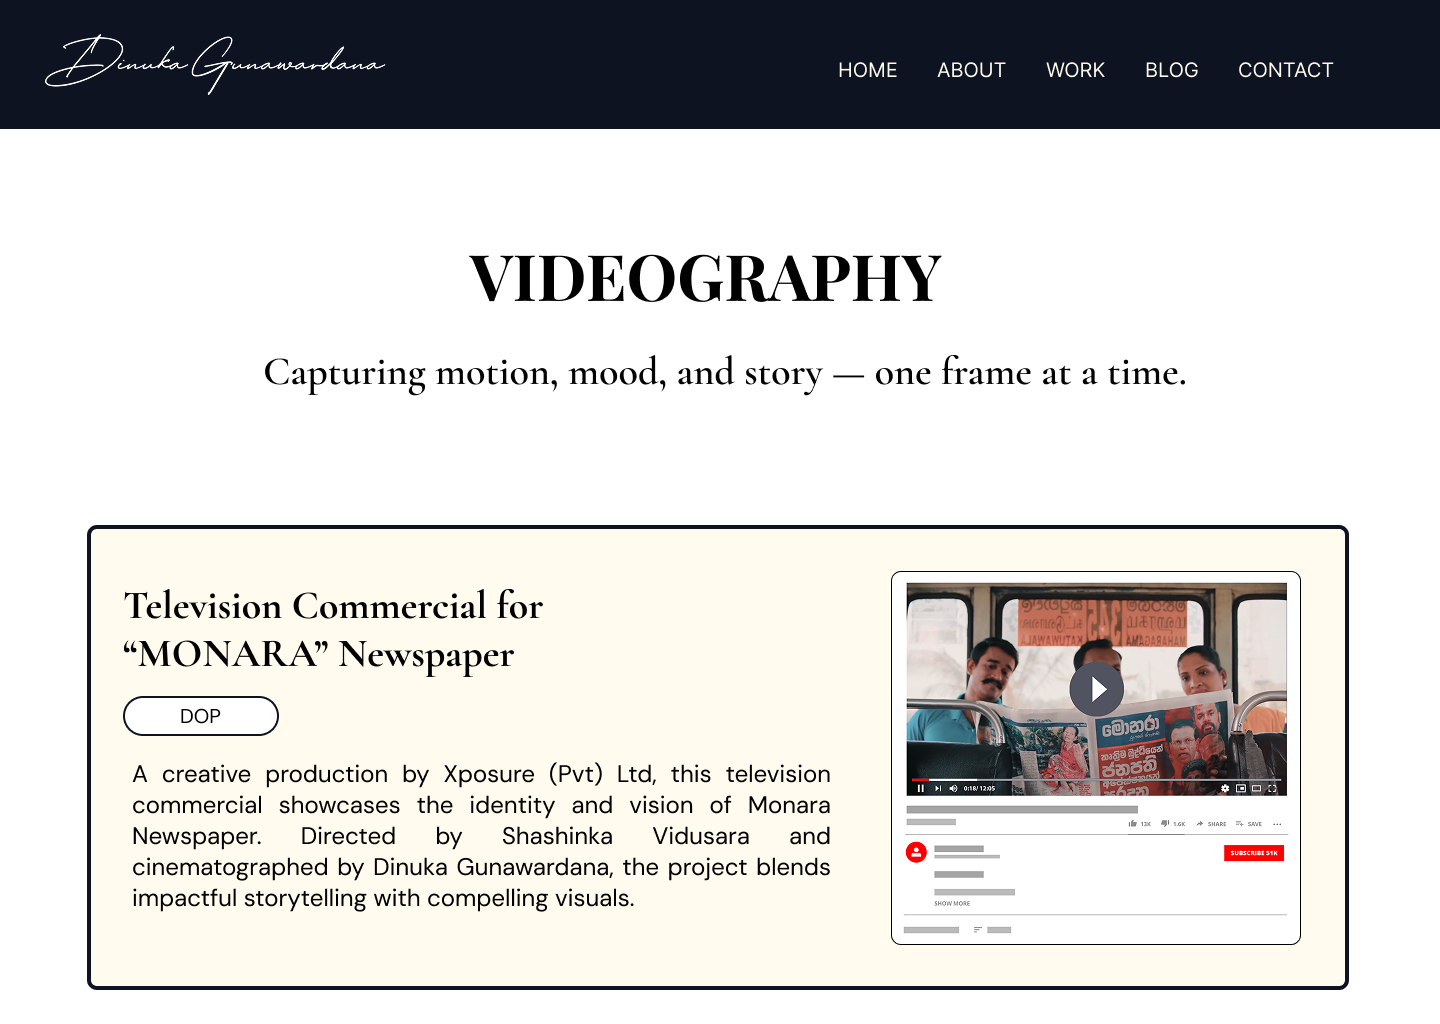 Dinuka Gunawardana
HOME ABOUT WORK BLOG CONTACT
VIDEOGRAPHY
Capturing motion, mood, and story — one frame at a time.
Television Commercial for
“MONARA” Newspaper
DOP
A creative production by Xposure (Pvt) Ltd, this television
commercial showcases the identity and vision of Monara
Newspaper. Directed by Shashinka Vidusara and
cinematographed by Dinuka Gunawardana, the project blends
impactful storytelling with compelling visuals.
345
මොනරා
කෘත්‍රිම බුද්ධියෙන්
ජනපති
0:18/ 12:05
13K 1.6K SHARE SAVE
SUBSCRIBE 51K
SHOW MORE